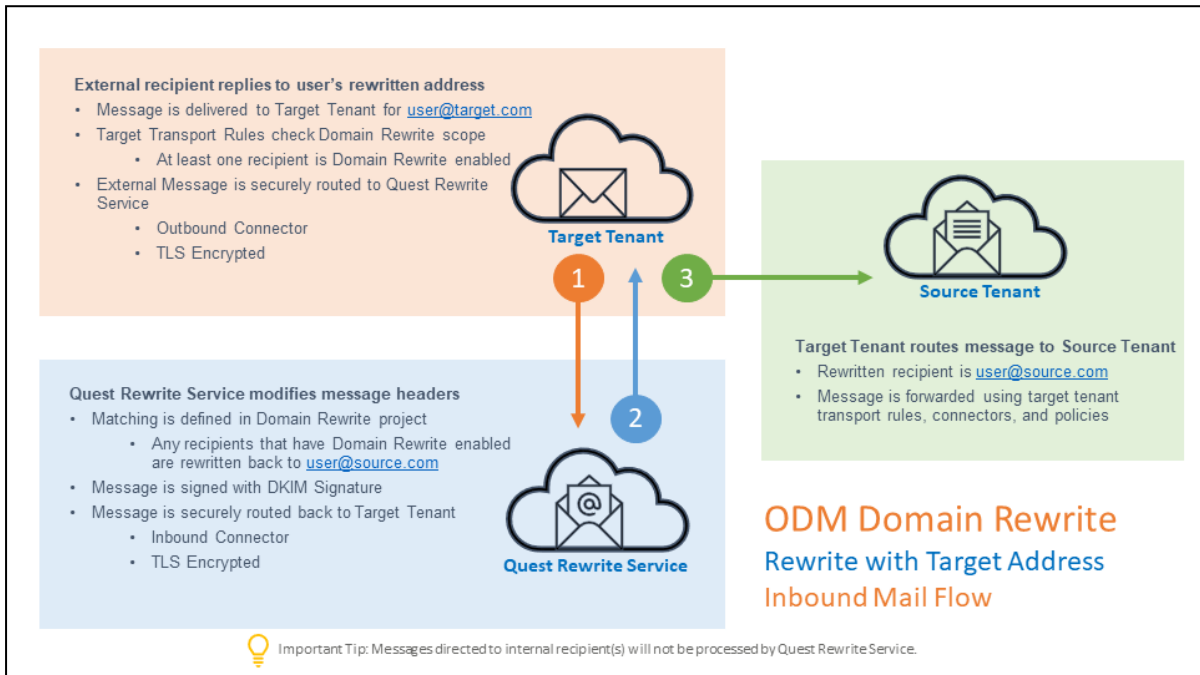 External recipient replies to user's rewritten address
• Message is delivered to Target Tenant for user@target.com
• Target Transport Rules check Domain Rewrite scope
• At least one recipient is Domain Rewrite enabled
• External Message is securely routed to Quest Rewrite
Service
• Outbound Connector
• TLS Encrypted
Target Tenant
1
2
3
Source Tenant
Target Tenant routes message to Source Tenant
• Rewritten recipient is user@source.com
• Message is forwarded using target tenant
transport rules, connectors, and policies
Quest Rewrite Service modifies message headers
• Matching is defined in Domain Rewrite project
• Any recipients that have Domain Rewrite enabled
are rewritten back to user@source.com
• Message is signed with DKIM Signature
• Message is securely routed back to Target Tenant
• Inbound Connector
• TLS Encrypted
@
Quest Rewrite Service
ODM Domain Rewrite
Rewrite with Target Address
Inbound Mail Flow
Important Tip: Messages directed to internal recipient(s) will not be processed by Quest Rewrite Service.